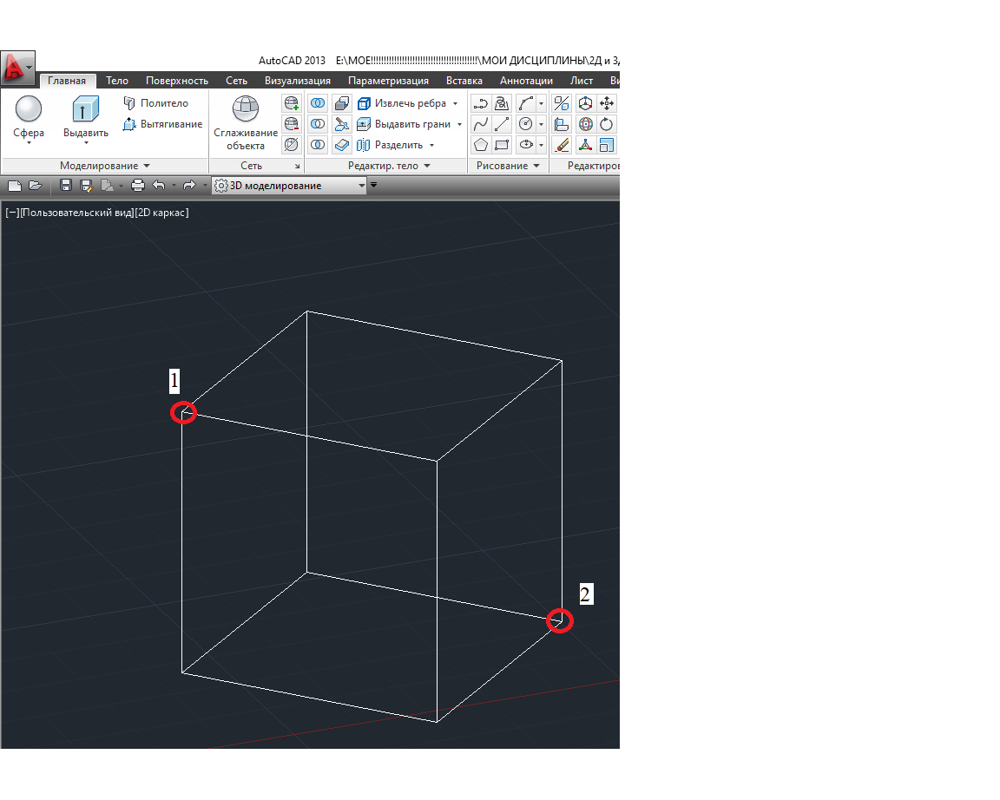 AutoCAD 2013 E:\МОЕ!!!!!!!!!!!!!!!!!!!!!!!!!!!!!!!!!!!!!!!!!\МОИ ДИСЦИПЛИНЫ\2Д и 3Д
Главная Тело Поверхность Сеть Визуализация Параметризация Вставка Аннотации Лист Ви
Политело Извлечь ребра
Сфера Выдавить Вытягивание Сглаживание объекта Выдавить грани
Разделить
Моделирование Сеть Редактир. тело Рисование Редактиров
3D моделирование
[−][Пользовательский вид][2D каркас]
1
2